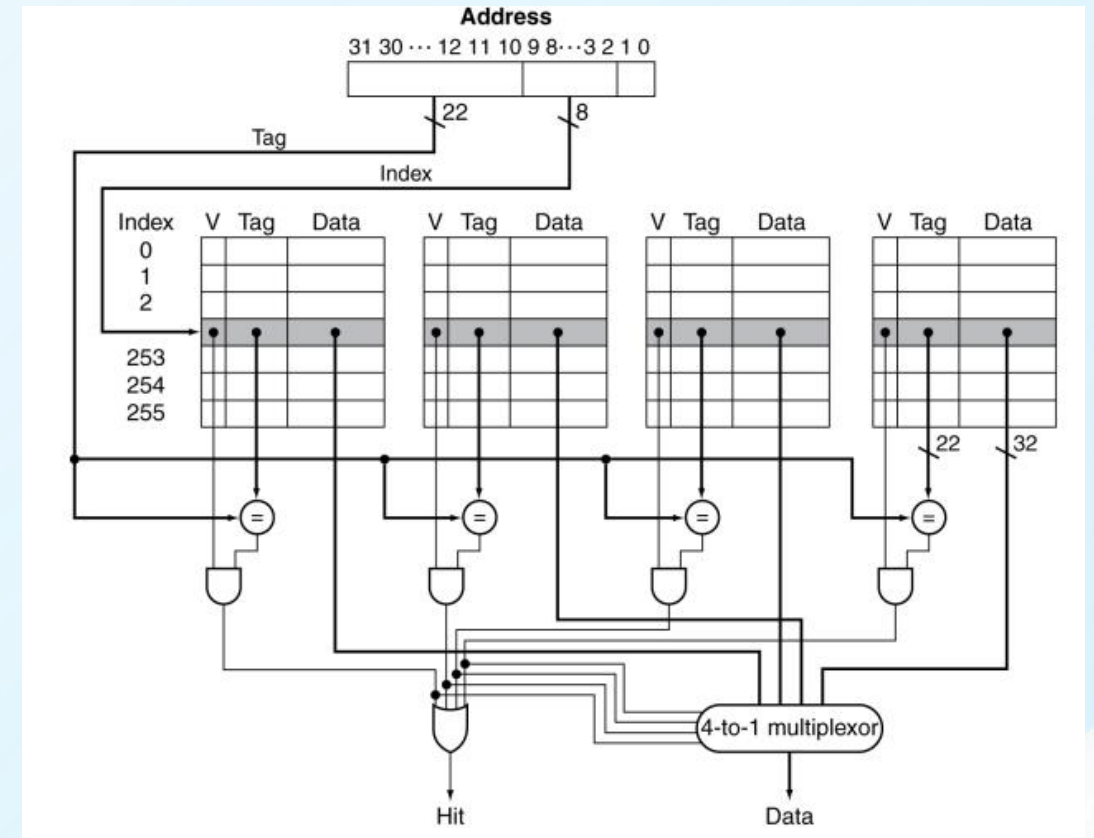 Address
31 30 ··· 12 11 10 9 8···3 2 1 0
22
8
Tag
Index
Index V Tag Data V Tag Data V Tag Data V Tag Data
0
1
2
253
254
255
22 32
= = = =
4-to-1 multiplexor
Hit Data